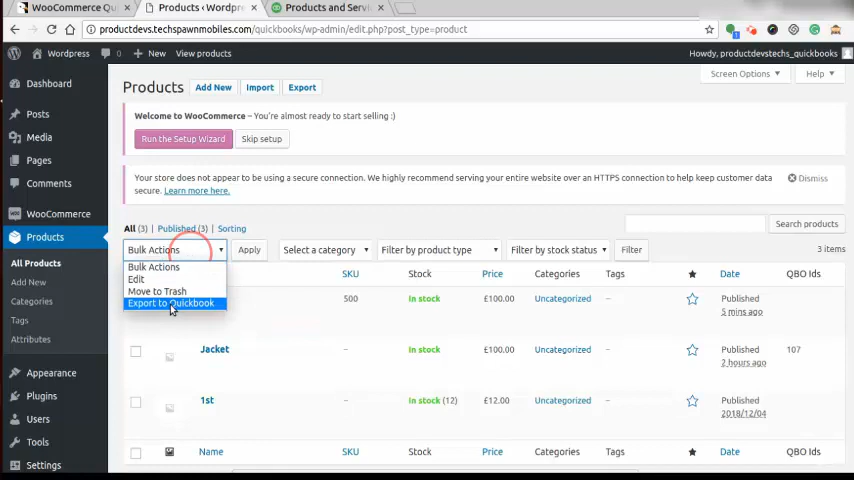 WooCommerce Qu
Products ‹ Wordpre
Products and Servi
productdevs.techspawnmobiles.com/quickbooks/wp-admin/edit.php?post_type=product
Wordpress 0 New View products
Howdy, productdevstechs_quickbooks
Dashboard
Posts
Media
Pages
Comments
WooCommerce
Products
All Products
Add New
Categories
Tags
Attributes
Appearance
Plugins
Users
Tools
Settings
Screen Options Help
Products Add New Import Export
Welcome to WooCommerce – You're almost ready to start selling :)
Run the Setup Wizard Skip setup
Your store does not appear to be using a secure connection. We highly recommend serving your entire website over an HTTPS connection to help keep customer data
secure. Learn more here.
Dismiss
All (3) | Published (3) | Sorting
Search products
Bulk Actions Apply Select a category Filter by product type Filter by stock status Filter 3 items
Bulk Actions
Edit
Move to Trash
Export to Quickbook
SKU Stock Price Categories Tags Date QBO Ids
500 In stock £100.00 Uncategorized – Published
5 mins ago
Jacket – In stock £100.00 Uncategorized – Published 107
2 hours ago
1st – In stock (12) £12.00 Uncategorized – Published
2018/12/04
Name SKU Stock Price Categories Tags Date QBO Ids